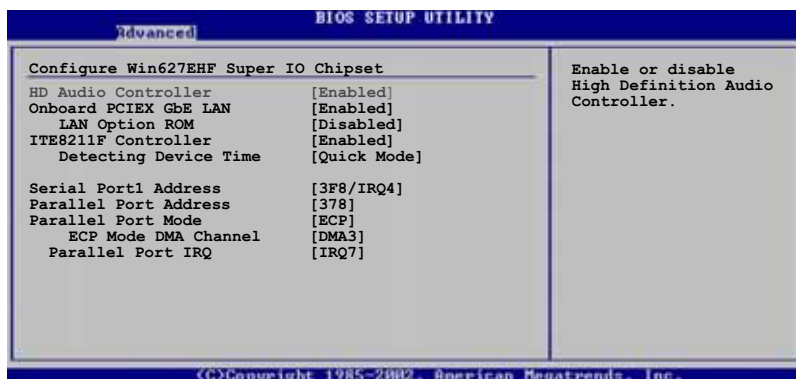 BIOS SETUP UTILITY
Advanced
Configure Win627EHF Super IO Chipset
HD Audio Controller [Enabled]
Onboard PCIEX GbE LAN [Enabled]
LAN Option ROM [Disabled]
ITE8211F Controller [Enabled]
Detecting Device Time [Quick Mode]
Serial Port1 Address [3F8/IRQ4]
Parallel Port Address [378]
Parallel Port Mode [ECP]
ECP Mode DMA Channel [DMA3]
Parallel Port IRQ [IRQ7]
Enable or disable
High Definition Audio
Controller.
(C)Copyright 1985-2002, American Megatrends, Inc.